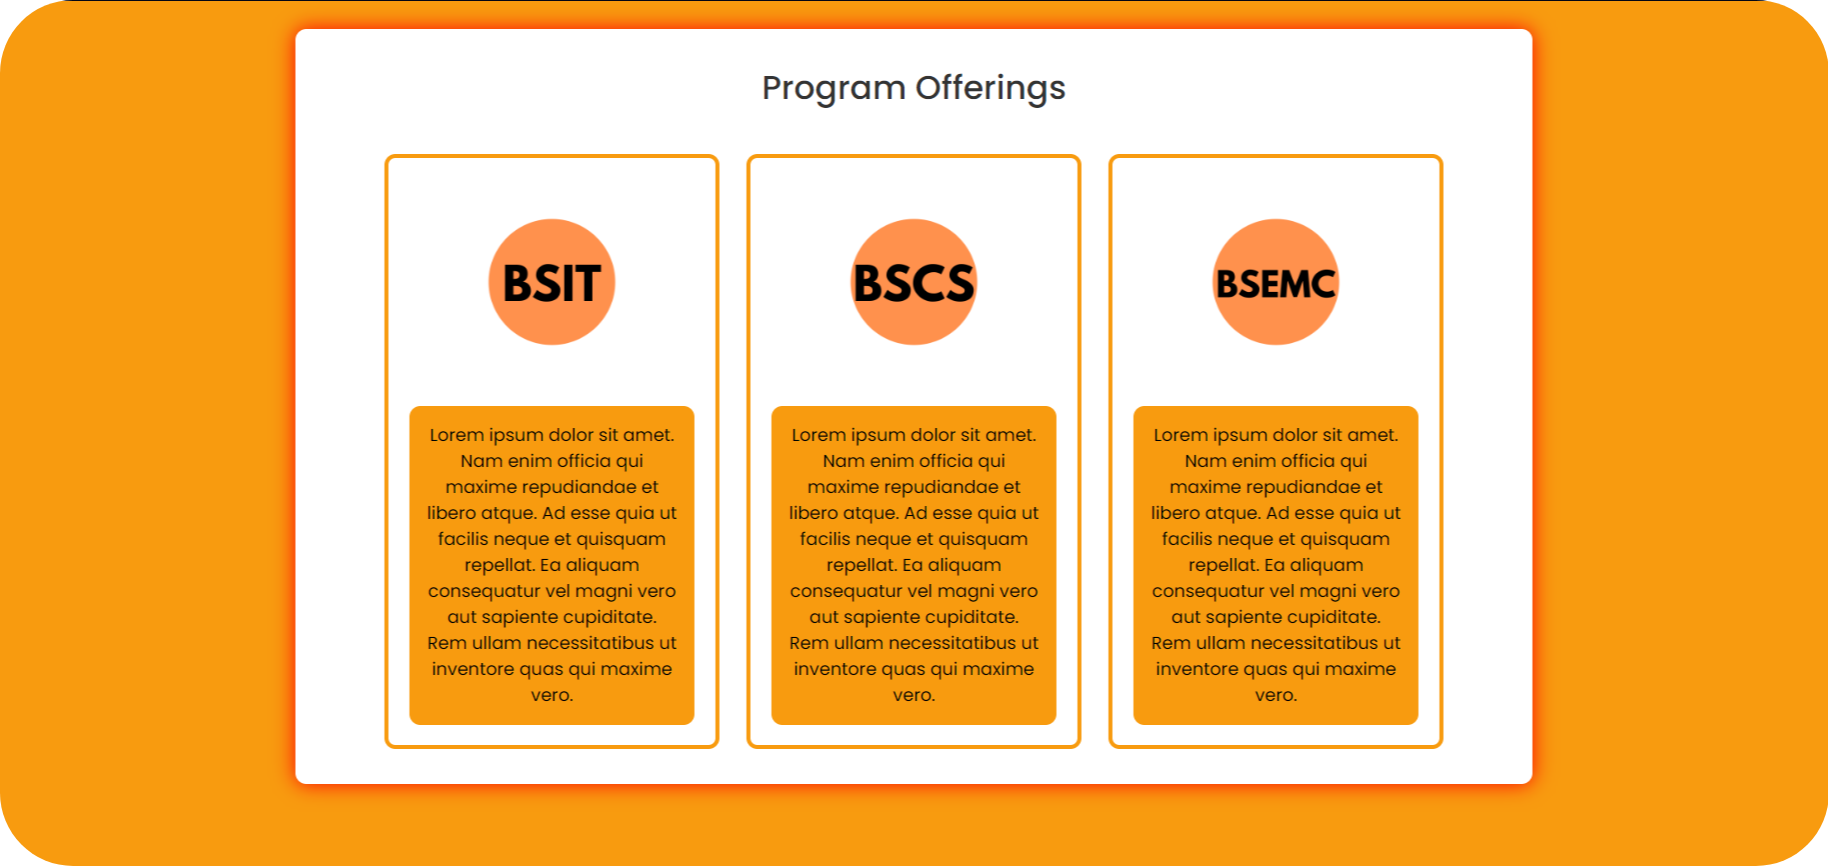 Program Offerings
BSIT
Lorem ipsum dolor sit amet.
Nam enim officia qui
maxime repudiandae et
libero atque. Ad esse quia ut
facilis neque et quisquam
repellat. Ea aliquam
consequatur vel magni vero
aut sapiente cupiditate.
Rem ullam necessitatibus ut
inventore quas qui maxime
vero.
BSCS
Lorem ipsum dolor sit amet.
Nam enim officia qui
maxime repudiandae et
libero atque. Ad esse quia ut
facilis neque et quisquam
repellat. Ea aliquam
consequatur vel magni vero
aut sapiente cupiditate.
Rem ullam necessitatibus ut
inventore quas qui maxime
vero.
BSEMC
Lorem ipsum dolor sit amet.
Nam enim officia qui
maxime repudiandae et
libero atque. Ad esse quia ut
facilis neque et quisquam
repellat. Ea aliquam
consequatur vel magni vero
aut sapiente cupiditate.
Rem ullam necessitatibus ut
inventore quas qui maxime
vero.